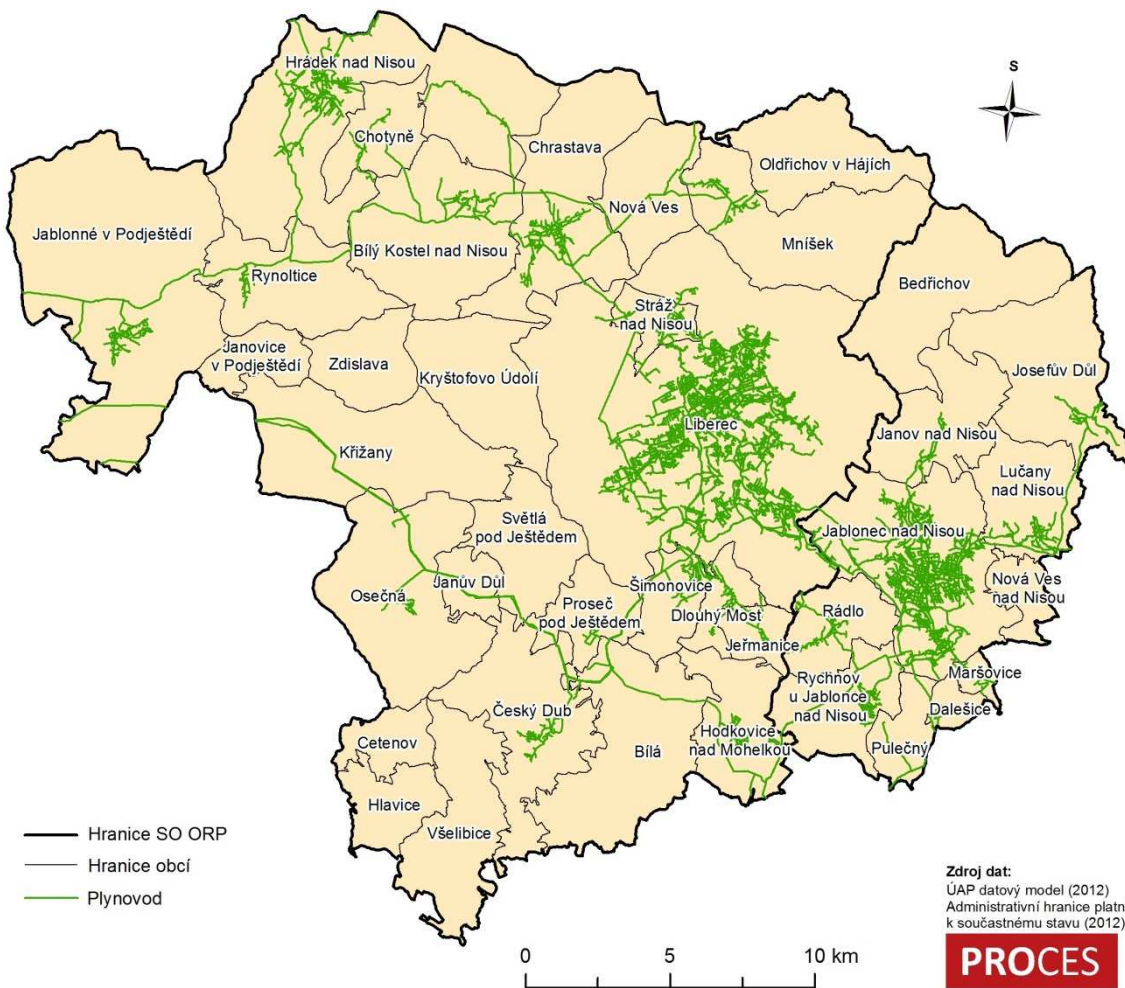 Hrádek nad Nisou
S
Chotyně
Chrastava
Oldřichov v Hájích
Nová Ves
Jablonné v Podještědí
Bílý Kostel nad Nisou
Mníšek
Rynoltice
Bedřichov
Stráž
nad Nisou
Janovice
v Podještědí
Zdislava
Kryštofovo Údolí
Josefův Důl
Liberec
Janov nad Nisou
Křižany
Lučany
nad Nisou
Světlá
pod Ještědem
Jablonec nad Nisou
Osečná
Janův Důl
Šimonovice
Nová Ves
nad Nisou
Proseč
pod Ještědem
Dlouhý Most
Rádlo
Jeřmanice
Maršovice
Rychnov
u Jablonce
nad Nisou
Dalešice
Český Dub
Hodkovice
nad Mohelkou
Cetenov
Bílá
Pulečný
Hlavice
Všelibice
Hranice SO ORP
Hranice obcí
Plynovod
Zdroj dat:
ÚAP datový model (2012)
Administrativní hranice platn
k součastnému stavu (2012)
0 5 10 km
PROCES